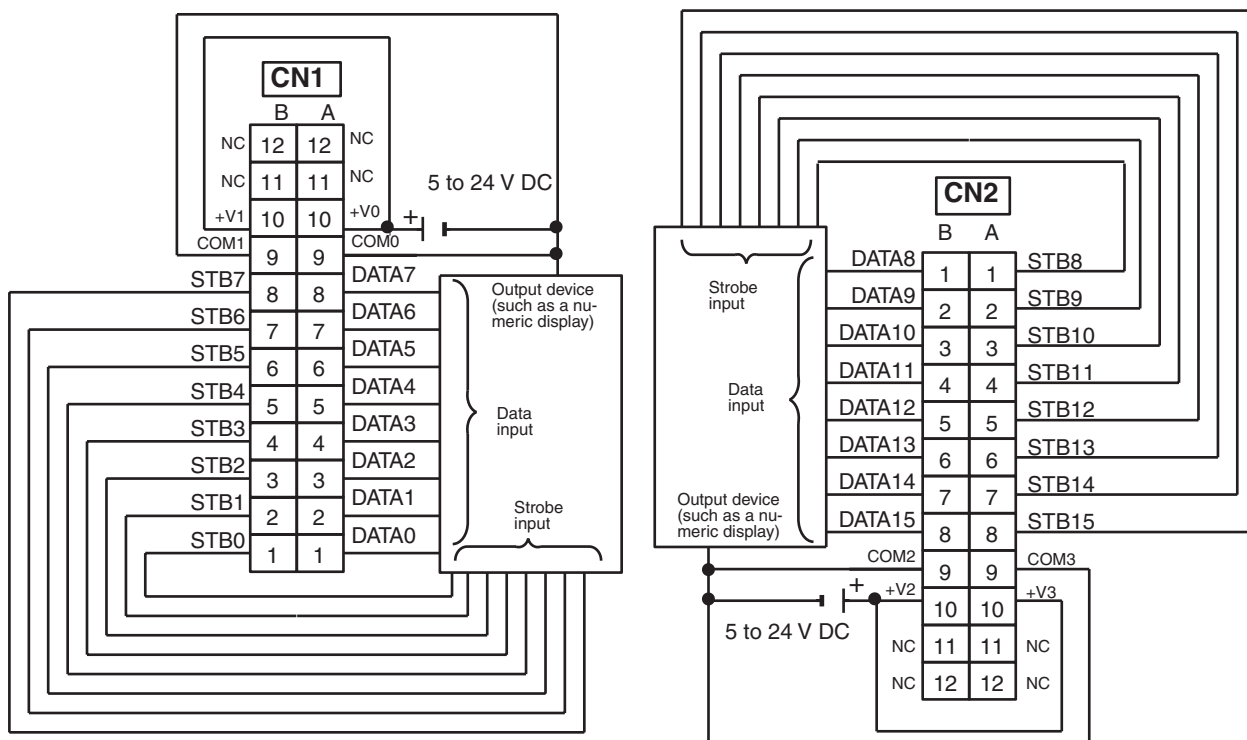 CN1
B A
NC 12 12 NC
NC 11 11 NC
5 to 24 V DC
+V1 10 10 +V0 +
COM1 9 9 COM0
STB7 8 8 DATA7
STB6 7 7 DATA6
STB5 6 6 DATA5
STB4 5 5 DATA4
STB3 4 4 DATA3
STB2 3 3 DATA2
STB1 2 2 DATA1
STB0 1 1 DATA0
Output device
(such as a nu-
meric display)
Data
input
Strobe
input
CN2
B A
DATA8 1 1 STB8
DATA9 2 2 STB9
DATA10 3 3 STB10
DATA11 4 4 STB11
DATA12 5 5 STB12
DATA13 6 6 STB13
DATA14 7 7 STB14
DATA15 8 8 STB15
COM2 9 9 COM3
+ +V2 10 10 +V3
NC 11 11 NC
NC 12 12 NC
Strobe
input
Data
input
Output device
(such as a nu-
meric display)
5 to 24 V DC